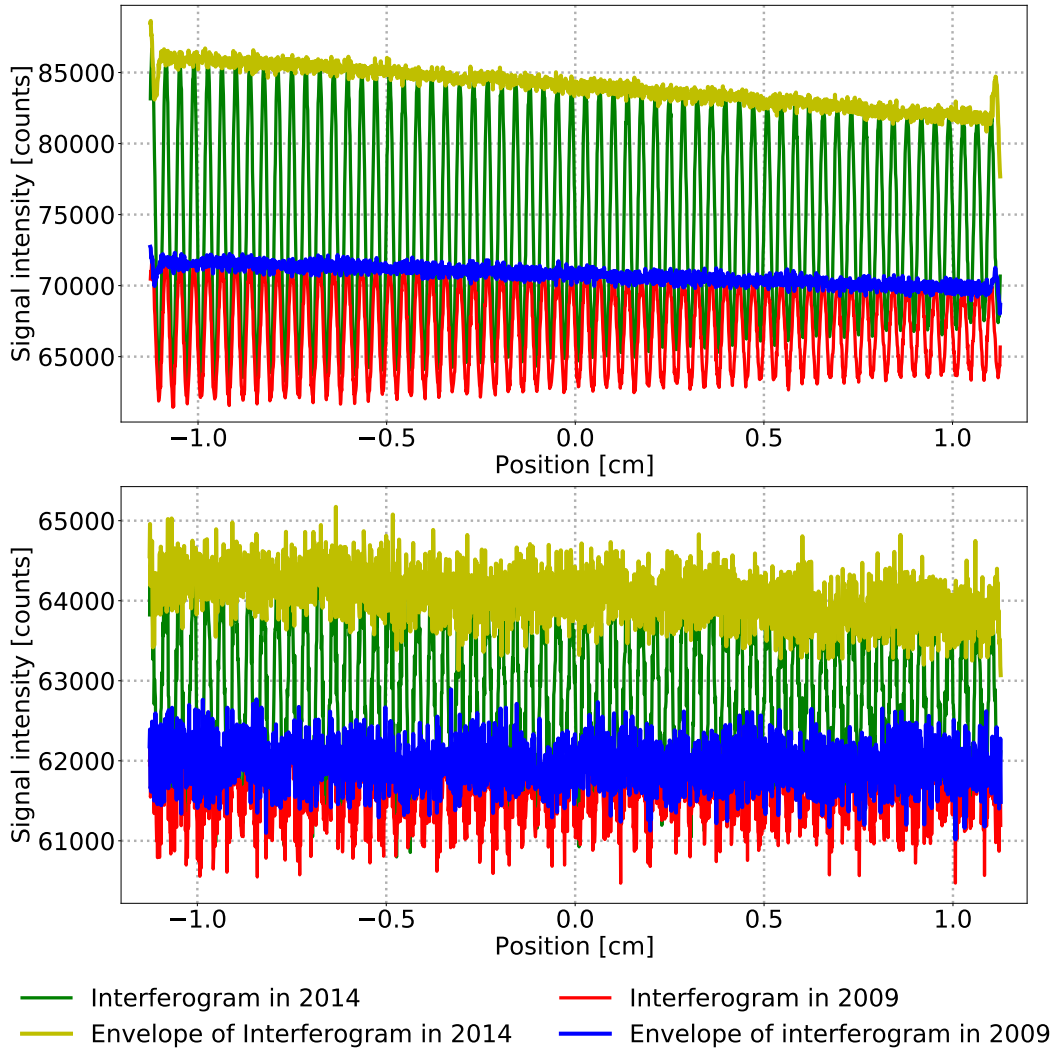 85000
80000
75000
70000
65000
Signal intensity [counts]
−1.0 −0.5 0.0 0.5 1.0
Position [cm]
65000
64000
63000
62000
61000
Signal intensity [counts]
−1.0 −0.5 0.0 0.5 1.0
Position [cm]
Interferogram in 2014 Interferogram in 2009
Envelope of Interferogram in 2014 Envelope of interferogram in 2009